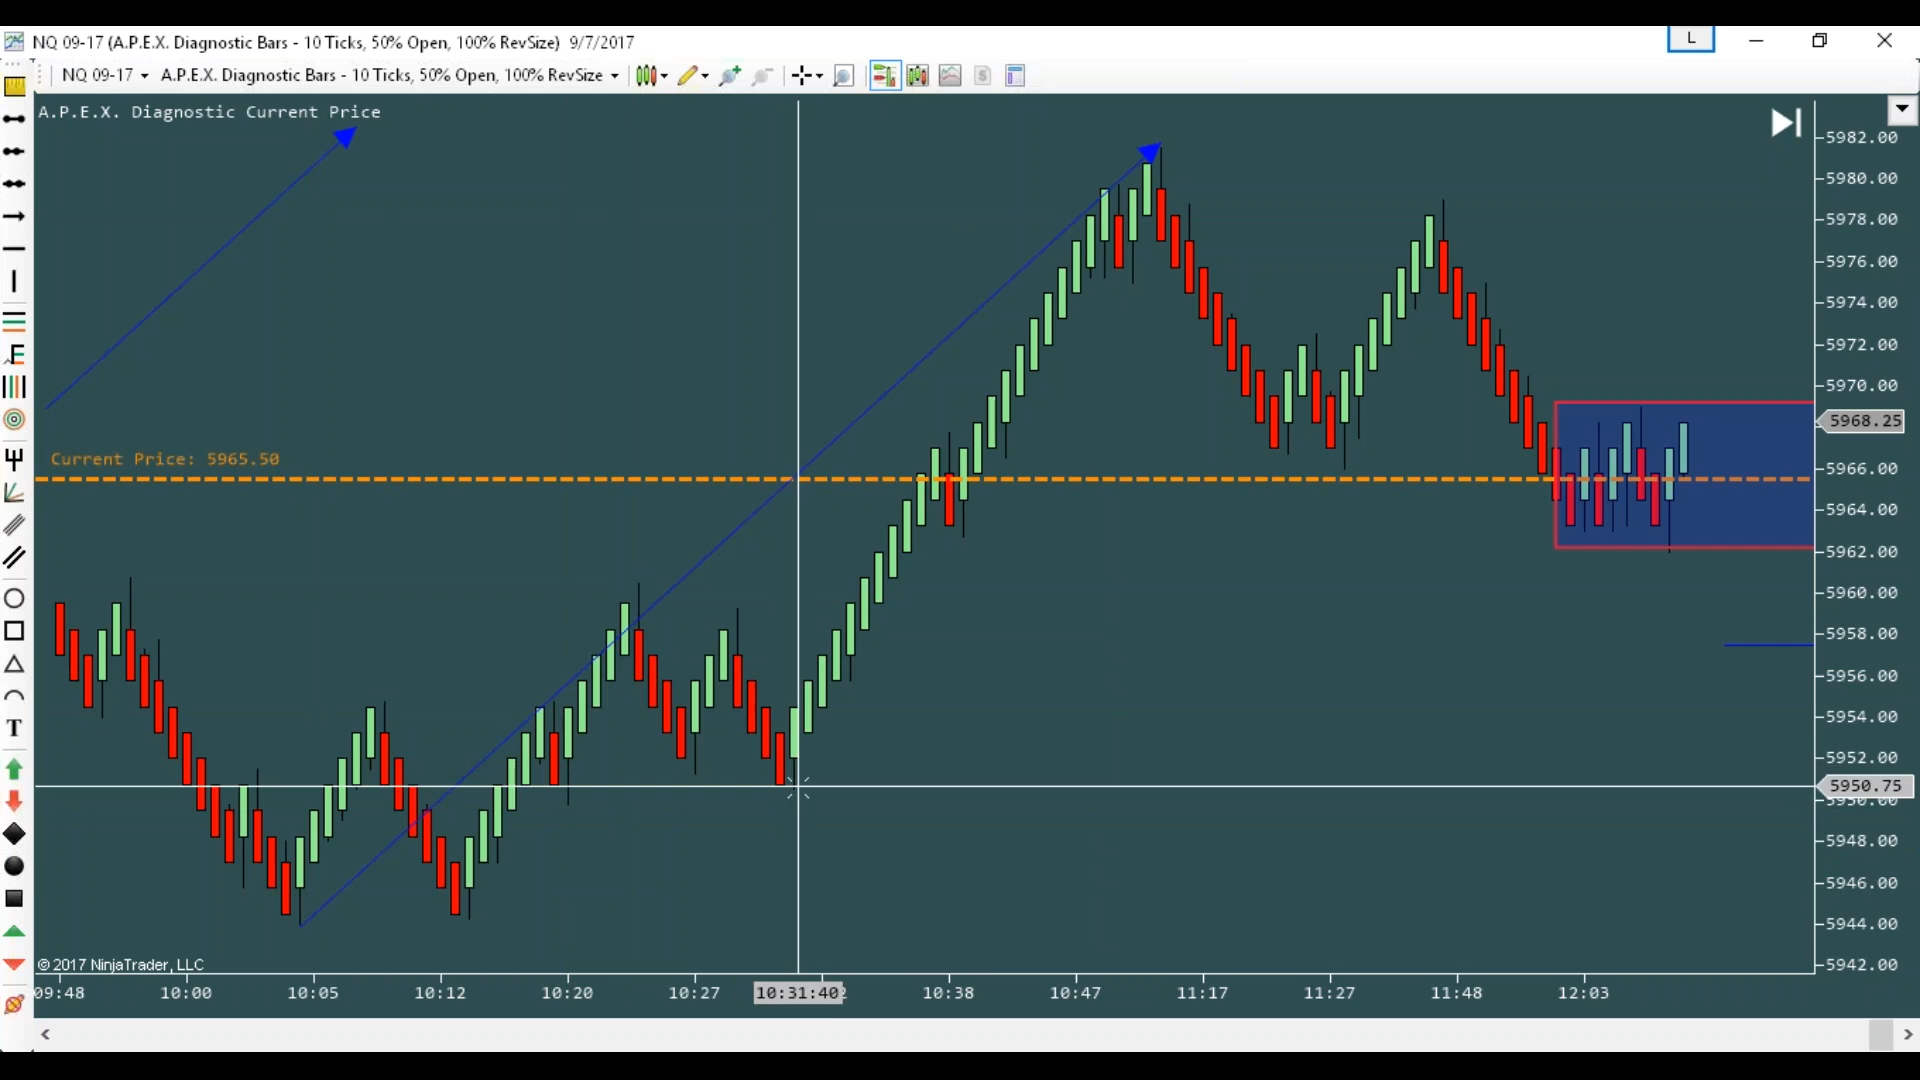 NQ 09-17 (A.P.E.X. Diagnostic Bars - 10 Ticks, 50% Open, 100% RevSize)  9/7/2017
L
NQ 09-17 A.P.E.X. Diagnostic Bars - 10 Ticks, 50% Open, 100% RevSize
$
A.P.E.X. Diagnostic Current Price
5982.00
5980.00
5978.00
5976.00
5974.00
5972.00
5970.00
5968.25
Current Price: 5965.50
5966.00
5964.00
5962.00
5960.00
5958.00
5956.00
5954.00
T
5952.00
5950.75
5950.00
5948.00
5946.00
5944.00
© 2017 NinjaTrader, LLC
5942.00
09:48 10:00 10:05 10:12 10:20 10:27 10:31:40 10:38 10:47 11:17 11:27 11:48 12:03